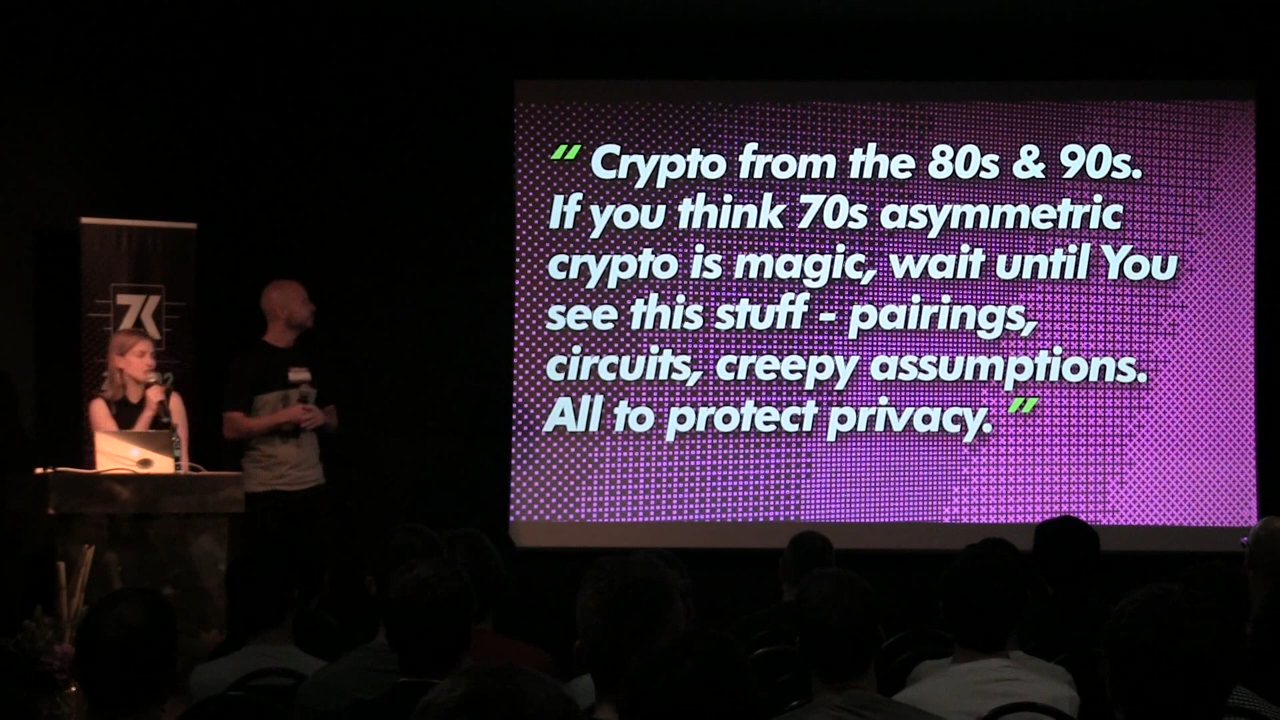 ZK
" Crypto from the 80s & 90s.
If you think 70s asymmetric
crypto is magic, wait until You
see this stuff - pairings,
circuits, creepy assumptions.
All to protect privacy. "